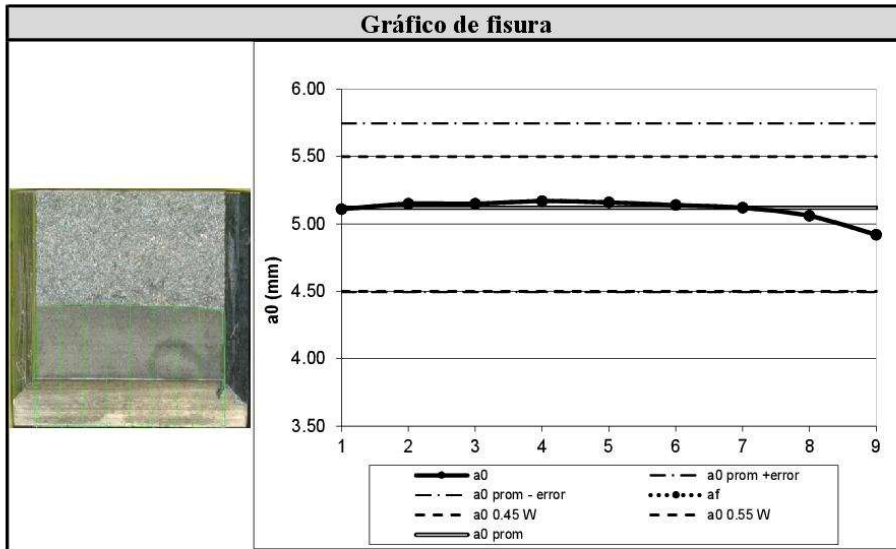 Gráfico de fisura
6.00
5.50
5.00
4.50
4.00
3.50
a0 (mm)
1 2 3 4 5 6 7 8 9
a0 a0 prom +error
a0 prom - error af
a0 0.45 W a0 0.55 W
a0 prom